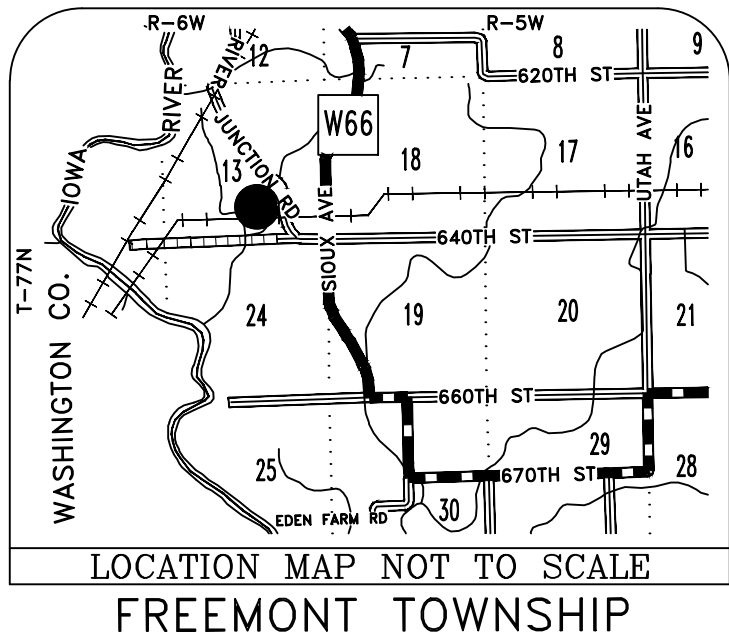 R-6W
R-5W
RIVER
12
7
8
9
620TH ST
RIVER
W66
UTAH AVE
JUNCTION RD
13
18
17
16
IOWA
SIOUX AVE
640TH ST
T-77N
WASHINGTON CO.
24
19
20
21
660TH ST
25
29
28
670TH ST
30
EDEN FARM RD
LOCATION MAP NOT TO SCALE
FREEMONT TOWNSHIP